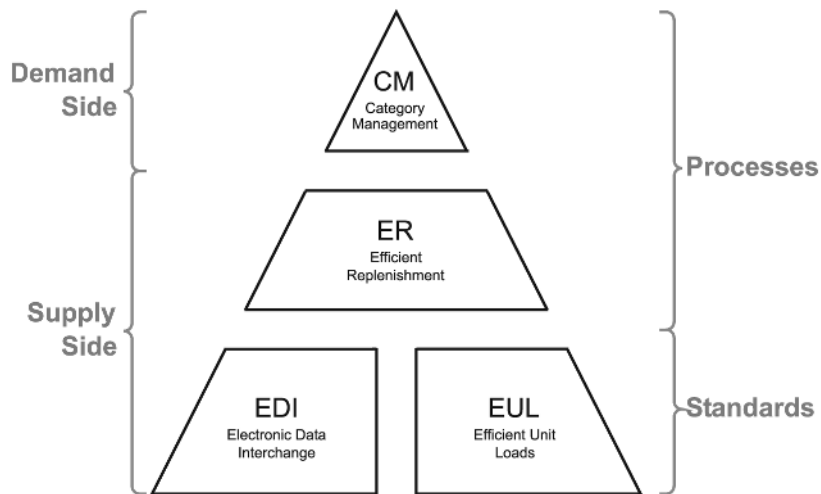 Demand
Side
CM
Category
Management
Processes
ER
Efficient
Replenishment
Supply
Side
EDI
Electronic Data
Interchange
EUL
Efficient Unit
Loads
Standards